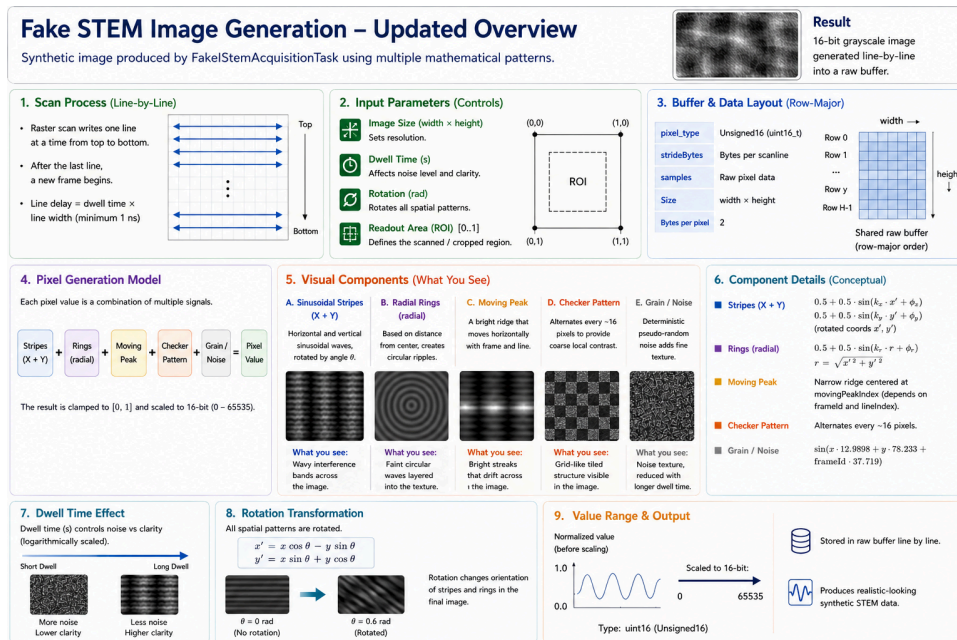 Fake STEM Image Generation – Updated Overview
Synthetic image produced by FakeIStemAcquisitionTask using multiple mathematical patterns.
Result
16-bit grayscale image
generated line-by-line
into a raw buffer.
1. Scan Process (Line-by-Line)
• Raster scan writes one line
at a time from top to bottom.
• After the last line,
a new frame begins.
• Line delay = dwell time ×
line width (minimum 1 ns)
Top
Bottom
2. Input Parameters (Controls)
Image Size (width × height)
Sets resolution.
Dwell Time (s)
Affects noise level and clarity.
Rotation (rad)
Rotates all spatial patterns.
Readout Area (ROI) [0..1]
Defines the scanned / cropped region.
(0,0)
(1,0)
ROI
(0,1)
(1,1)
3. Buffer & Data Layout (Row-Major)
pixel_type Unsigned16 (uint16_t)
strideBytes Bytes per scanline
samples Raw pixel data
Size width × height
Bytes per pixel 2
width →
Row 0
Row 1
...
Row y
Row H-1
heigh
↓
Shared raw buffer
(row-major order)
4. Pixel Generation Model
Each pixel value is a combination of multiple signals.
Stripes (X + Y) + Rings (radial) + Moving Peak + Checker Pattern + Grain / Noise = Pixel Value
The result is clamped to [0, 1] and scaled to 16-bit (0 – 65535).
5. Visual Components (What You See)
A. Sinusoidal Stripes
(X + Y)
Horizontal and vertical
sinusoidal waves,
rotated by angle θ.
What you see:
Wavy interference
bands across
the image.
B. Radial Rings
(radial)
Based on distance
from center, creates
circular ripples.
What you see:
Faint circular
waves layered
into the texture.
C. Moving Peak
A bright ridge that
moves horizontally
with frame and line.
What you see:
Bright streaks
that drift across
ı the image.
D. Checker Pattern
Alternates every ~16
pixels to provide
coarse local contrast.
What you see:
Grid-like tiled
structure visible
in the image.
E. Grain / Noise
Deterministic
pseudo-random
noise adds fine
texture.
What you see:
Noise texture,
reduced with
longer dwell time.
6. Component Details (Conceptual)
Stripes (X + Y)
0.5 + 0.5 · sin(kₓ · x′ + ϕₓ)
0.5 + 0.5 · sin(k_y · y′ + ϕ_y)
(rotated coords x′, y′)
Rings (radial)
0.5 + 0.5 · sin(kᵣ · r + ϕᵣ)
r = √x′² + y′²
Moving Peak
Narrow ridge centered at
movingPeakIndex (depends on
frameId and lineIndex).
Checker Pattern
Alternates every ~16 pixels.
Grain / Noise
sin(x · 12.9898 + y · 78.233 +
frameId · 37.719)
7. Dwell Time Effect
Dwell time (s) controls noise vs clarity
(logarithmically scaled).
Short Dwell
Long Dwell
More noise
Lower clarity
Less noise
Higher clarity
8. Rotation Transformation
All spatial patterns are rotated.
x′ = x cos θ − y sin θ
y′ = x sin θ + y cos θ
θ = 0 rad
(No rotation)
θ = 0.6 rad
(Rotated)
Rotation changes orientation
of stripes and rings in the
final image.
9. Value Range & Output
Normalized value
(before scaling)
1.0
0.0
Scaled to 16-bit:
0
65535
Type: uint16 (Unsigned16)
Stored in raw buffer line by line.
Produces realistic-looking
synthetic STEM data.